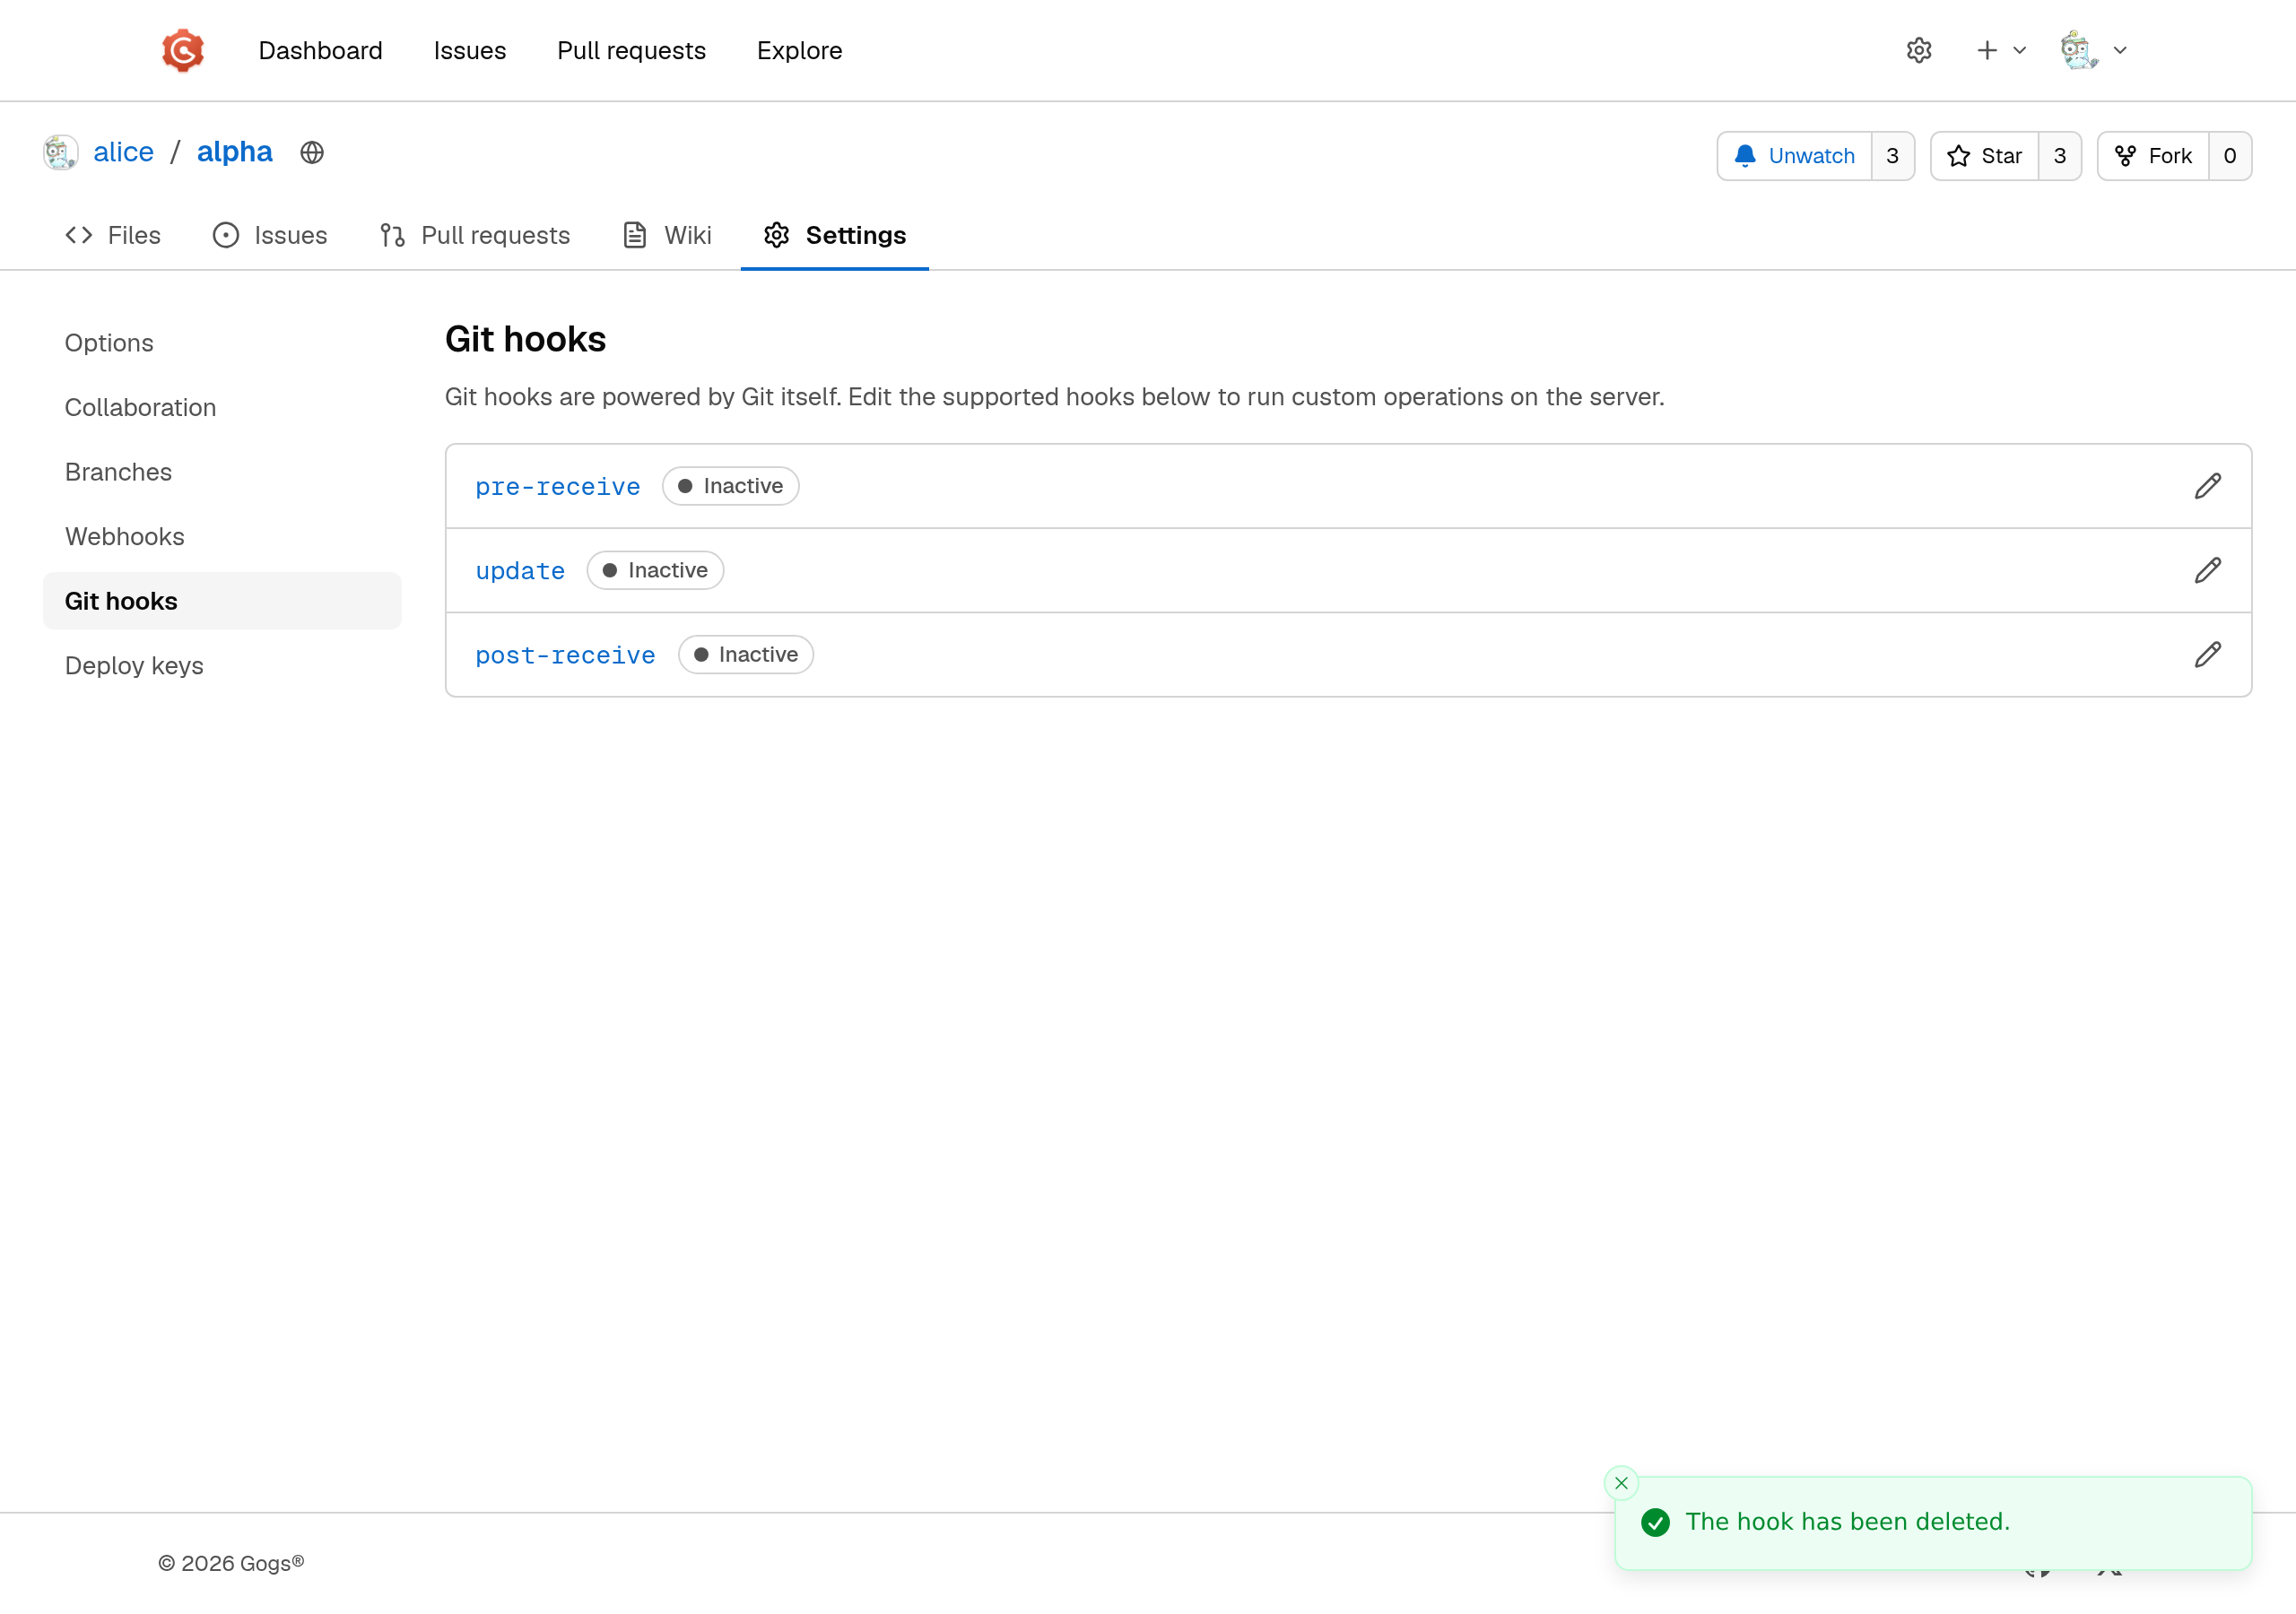 Dashboard Issues Pull requests Explore
alice / alpha
Unwatch 3 Star 3 Fork 0
Files Issues Pull requests Wiki Settings
Options
Collaboration
Branches
Webhooks
Git hooks
Deploy keys
Git hooks
Git hooks are powered by Git itself. Edit the supported hooks below to run custom operations on the server.
pre-receive Inactive
update Inactive
post-receive Inactive
The hook has been deleted.
© 2026 Gogs®